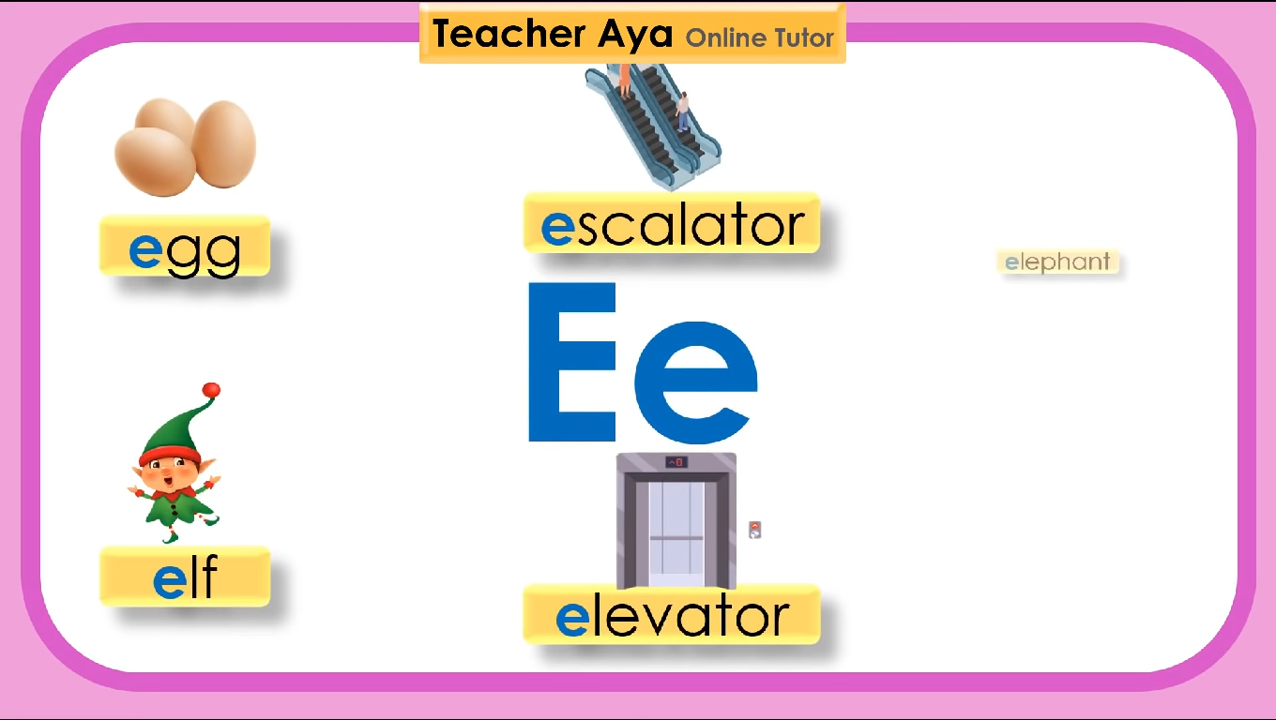 Teacher Aya Online Tutor
egg
escalator
elephant
Ee
elf
elevator